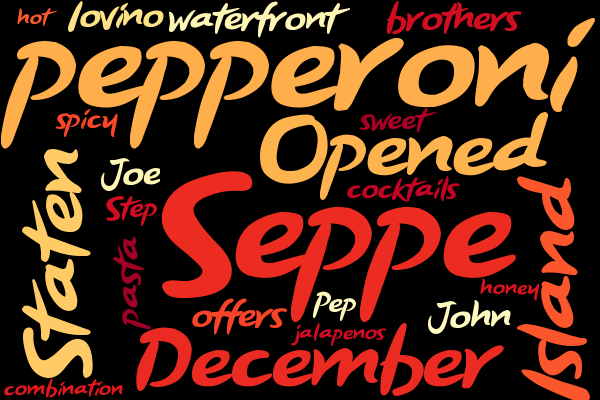 hot lovino waterfront brothers
pepperoni
spicy sweet
Opened
Staten
Joe
cocktails
Step
Seppe
Island
pasta
honey
offers Pep John
jalapenos
December
combination